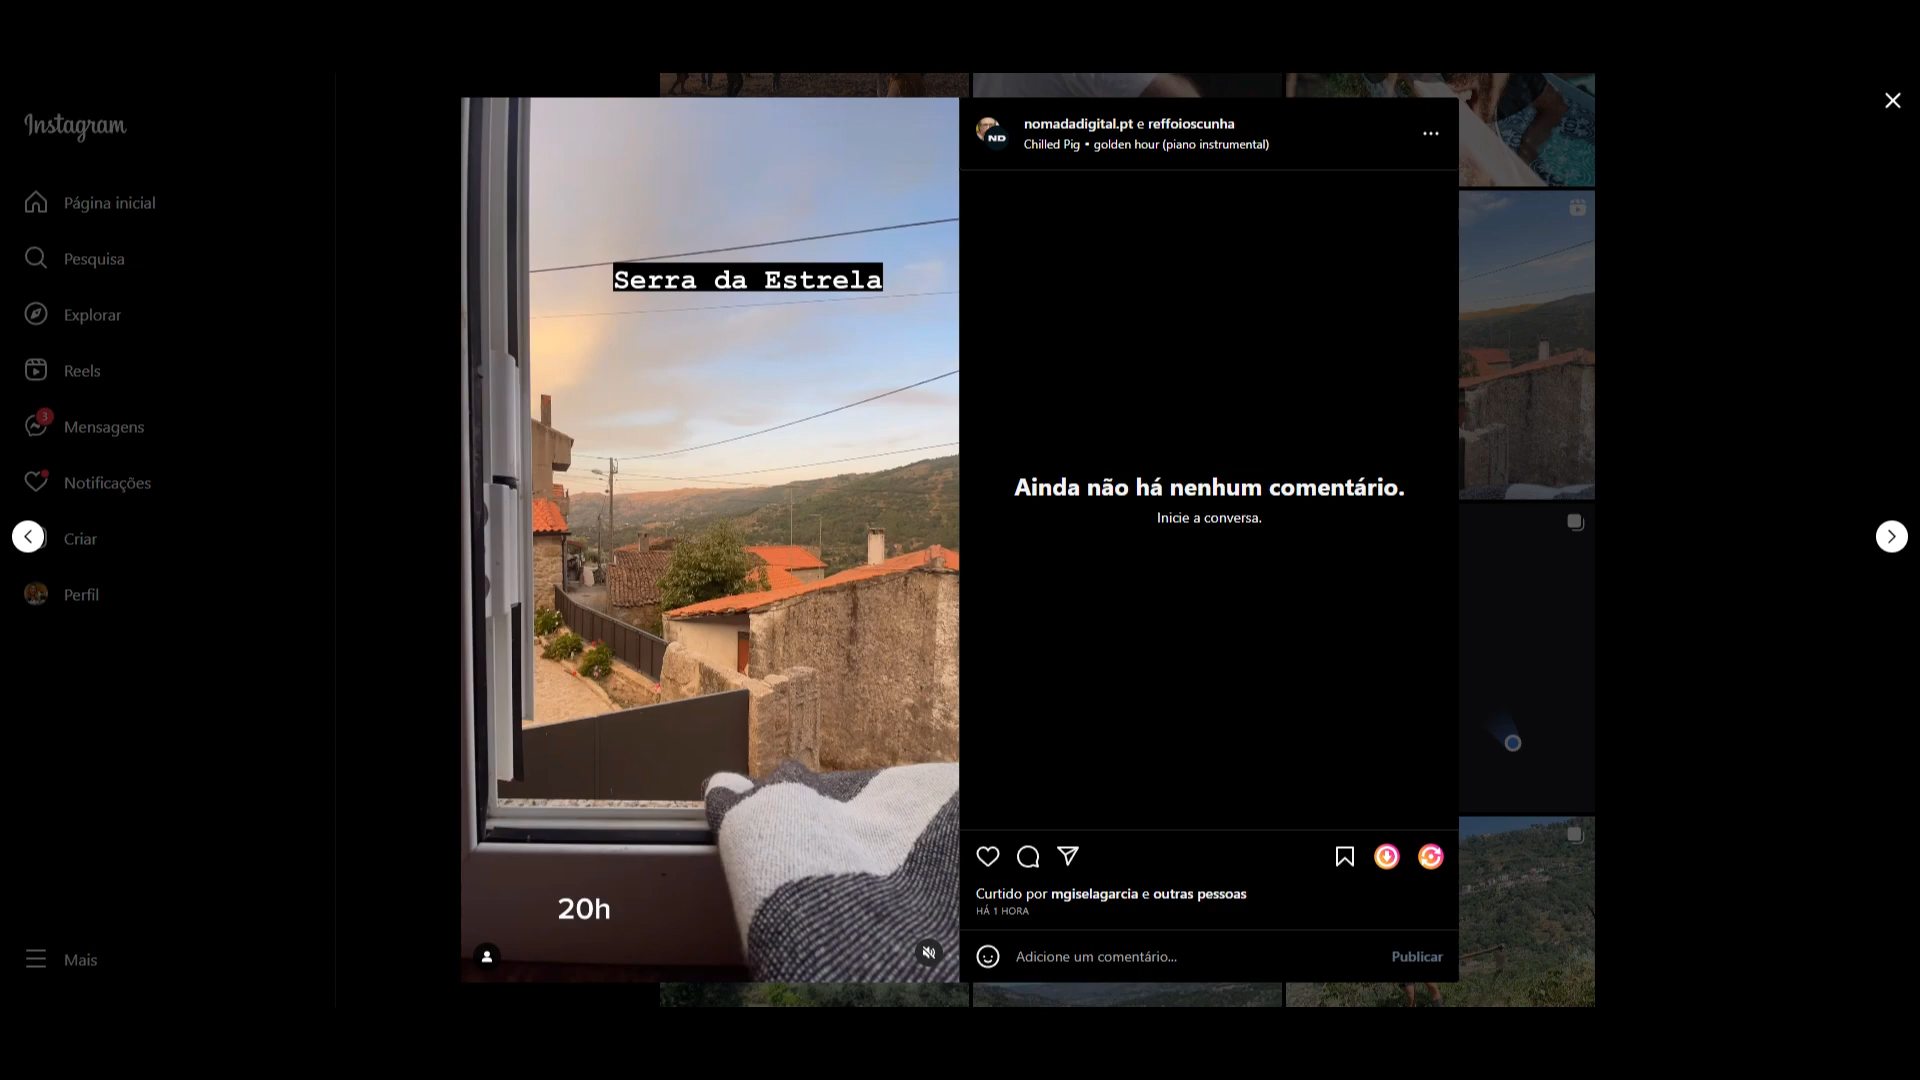 Instagram
Página inicial
Pesquisa
Explorar
Reels
3
Mensagens
Notificações
Criar
Perfil
Mais
Serra da Estrela
20h
ND
nomadadigital.pt e reffoioscunha
Chilled Pig • golden hour (piano instrumental)
Ainda não há nenhum comentário.
Inicie a conversa.
Curtido por mgiselagarcia e outras pessoas
HÁ 1 HORA
Adicione um comentário...
Publicar